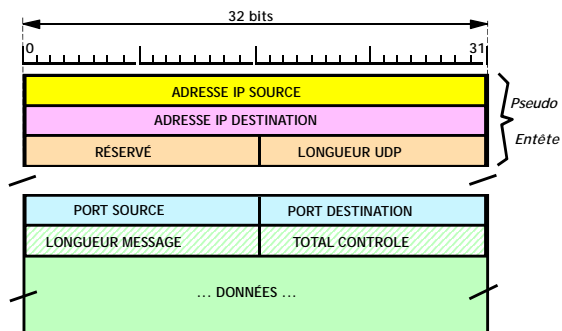 32 bits
0 31
ADRESSE IP SOURCE
ADRESSE IP DESTINATION
Pseudo
Entête
RÉSERVÉ LONGUEUR UDP
PORT SOURCE PORT DESTINATION
LONGUEUR MESSAGE TOTAL CONTROLE
... DONNÉES ...